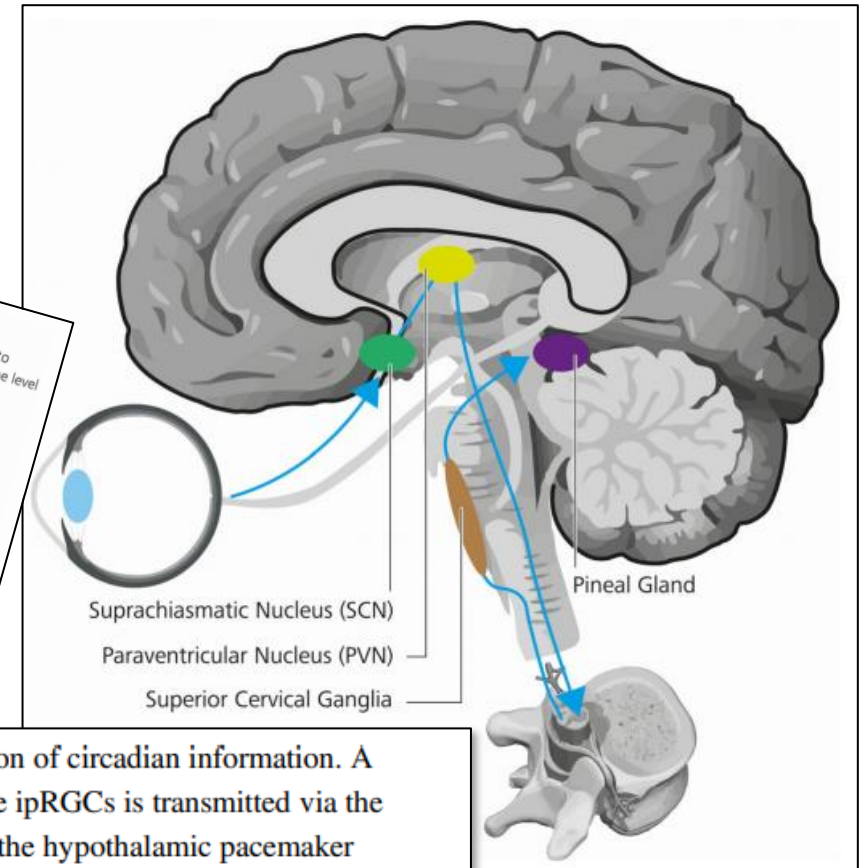 e level
Pineal Gland
Suprachiasmatic Nucleus (SCN)
Paraventricular Nucleus (PVN)
Superior Cervical Ganglia
on of circadian information. A
e ipRGCs is transmitted via the
the hypothalamic pacemaker